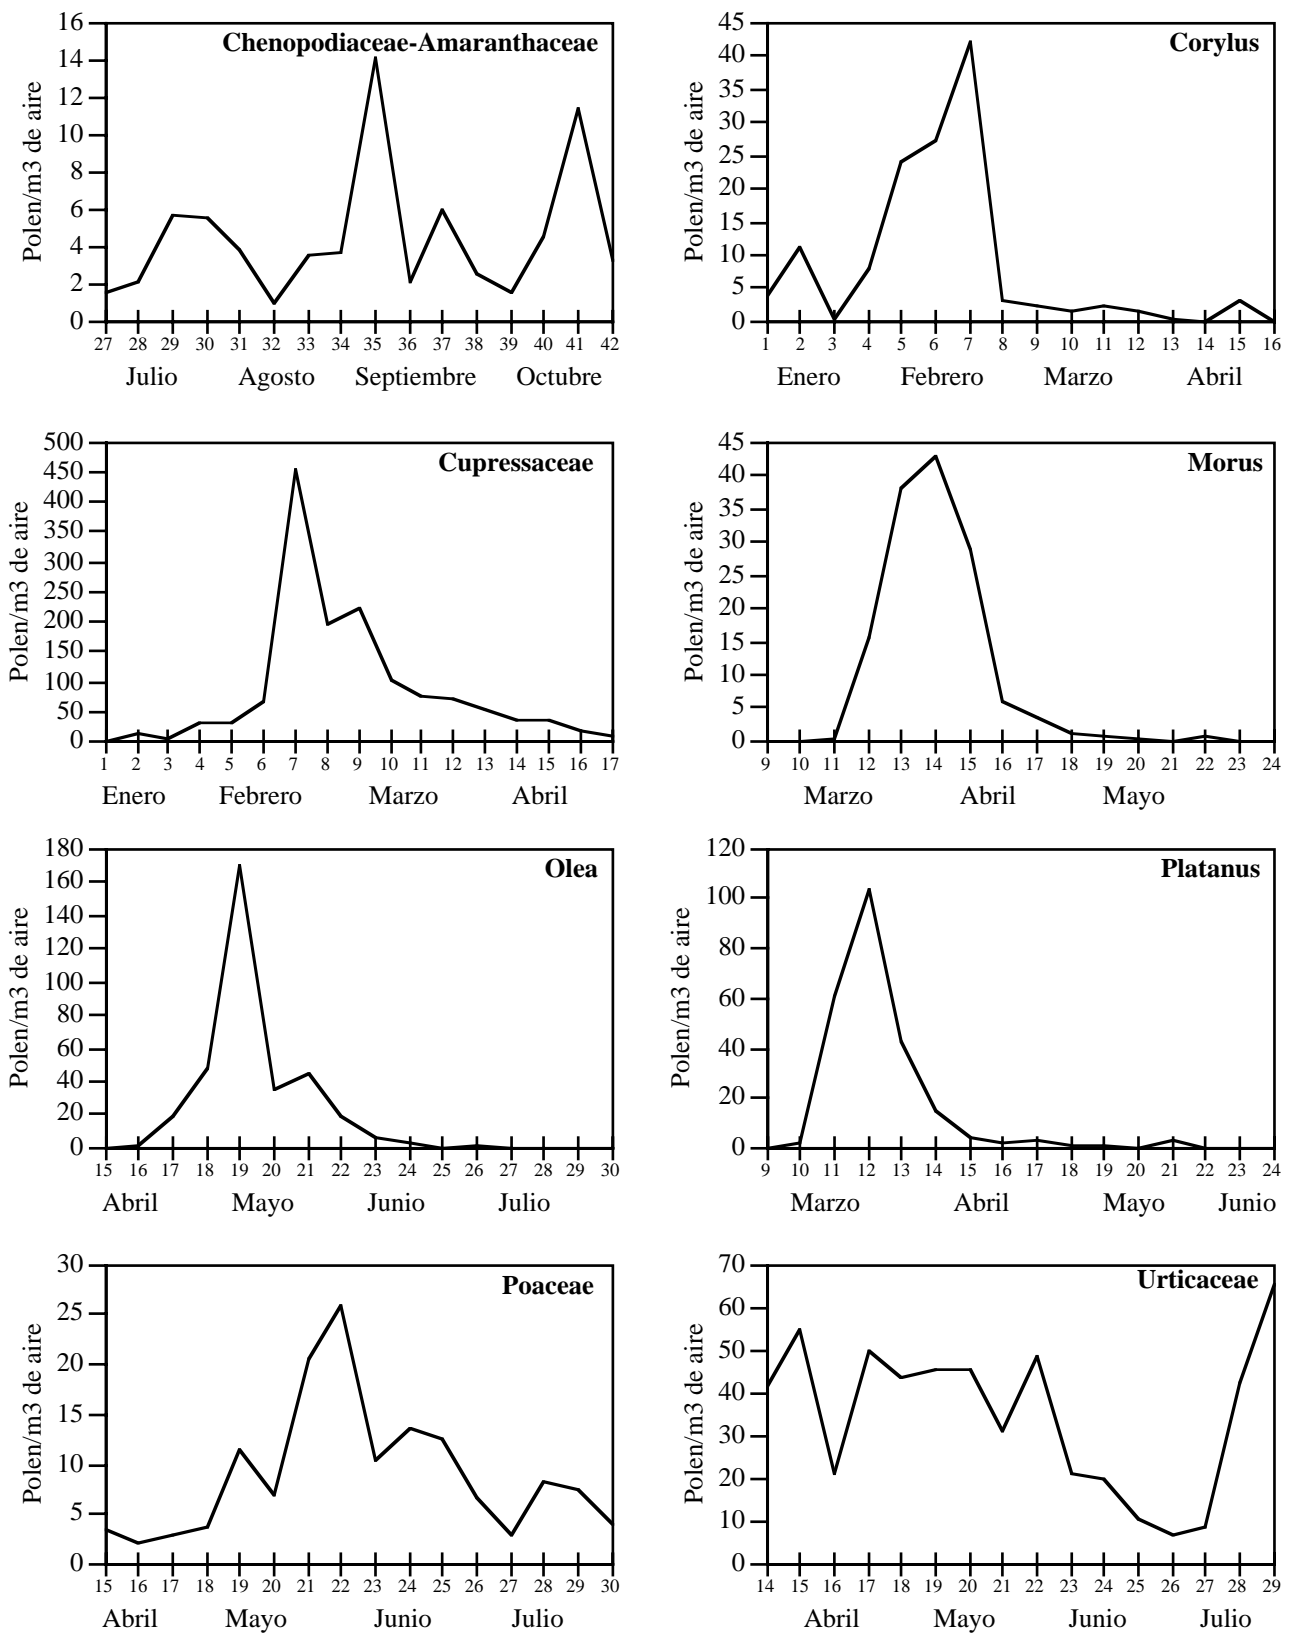 Chenopodiaceae-Amaranthaceae
Polen/m3 de aire
16
14
12
10
8
6
4
2
0
27 28 29 30 31 32 33 34 35 36 37 38 39 40 41 42
Julio Agosto Septiembre Octubre
Corylus
Polen/m3 de aire
45
40
35
30
25
20
15
10
5
0
1 2 3 4 5 6 7 8 9 10 11 12 13 14 15 16
Enero Febrero Marzo Abril
Cupressaceae
Polen/m3 de aire
500
450
400
350
300
250
200
150
100
50
0
1 2 3 4 5 6 7 8 9 10 11 12 13 14 15 16 17
Enero Febrero Marzo Abril
Morus
Polen/m3 de aire
45
40
35
30
25
20
15
10
5
0
9 10 11 12 13 14 15 16 17 18 19 20 21 22 23 24
Marzo Abril Mayo
Olea
Polen/m3 de aire
180
160
140
120
100
80
60
40
20
0
15 16 17 18 19 20 21 22 23 24 25 26 27 28 29 30
Abril Mayo Junio Julio
Platanus
Polen/m3 de aire
120
100
80
60
40
20
0
9 10 11 12 13 14 15 16 17 18 19 20 21 22 23 24
Marzo Abril Mayo Junio
Poaceae
Polen/m3 de aire
30
25
20
15
10
5
0
15 16 17 18 19 20 21 22 23 24 25 26 27 28 29 30
Abril Mayo Junio Julio
Urticaceae
Polen/m3 de aire
70
60
50
40
30
20
10
0
14 15 16 17 18 19 20 21 22 23 24 25 26 27 28 29
Abril Mayo Junio Julio